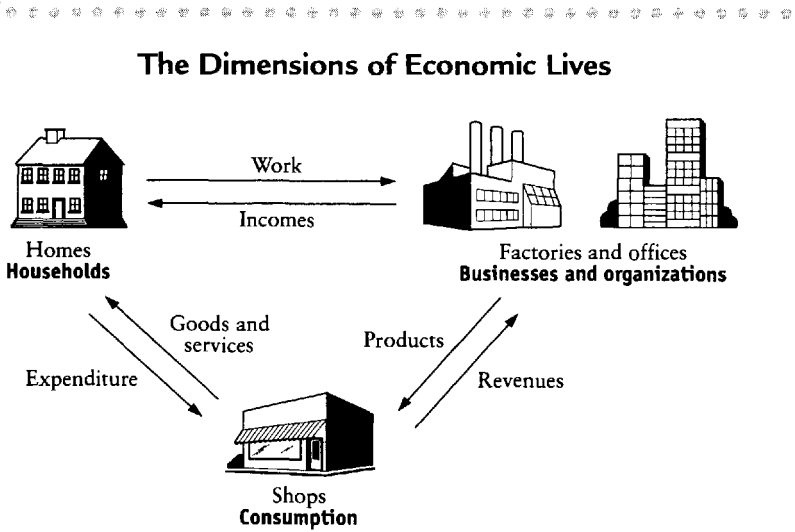 The Dimensions of Economic Lives
Work
Incomes
Homes
Households
Factories and offices
Businesses and organizations
Goods and
services
Expenditure
Products
Revenues
Shops
Consumption